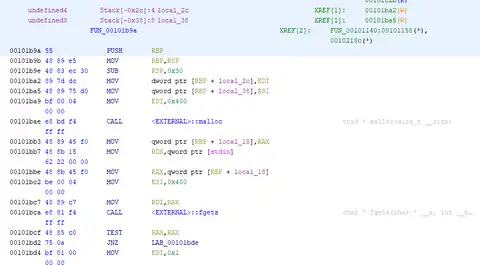 undefined4 Stack[-0x2c]:4 local_2c XREF[1]: 00101ba2(W)
undefined8 Stack[-0x38]:8 local_38 XREF[1]: 00101ba5(W)
FUN_00101b9a XREF[2]: FUN_00101140:00101158(*),
0010218c(*)
00101b9a 55 PUSH RBP
00101b9b 48 89 e5 MOV RBP,RSP
00101b9e 48 83 ec 30 SUB RSP,0x30
00101ba2 89 7d dc MOV dword ptr [RBP + local_2c],EDI
00101ba5 48 89 75 d0 MOV qword ptr [RBP + local_38],RSI
00101ba9 bf 00 04 MOV EDI,0x400
00 00
00101bae e8 bd f4 CALL <EXTERNAL>::malloc void * malloc(size_t __size)
ff ff
00101bb3 48 89 45 f0 MOV qword ptr [RBP + local_18],RAX
00101bb7 48 8b 15 MOV RDX,qword ptr [stdin]
62 22 00 00
00101bbe 48 8b 45 f0 MOV RAX,qword ptr [RBP + local_18]
00101bc2 be 00 04 MOV ESI,0x400
00 00
00101bc7 48 89 c7 MOV RDI,RAX
00101bca e8 81 f4 CALL <EXTERNAL>::fgets char * fgets(char * __s, int __n...
ff ff
00101bcf 48 85 c0 TEST RAX,RAX
00101bd2 75 0a JNZ LAB_00101bde
00101bd4 bf 01 00 MOV EDI,0x1
00 00